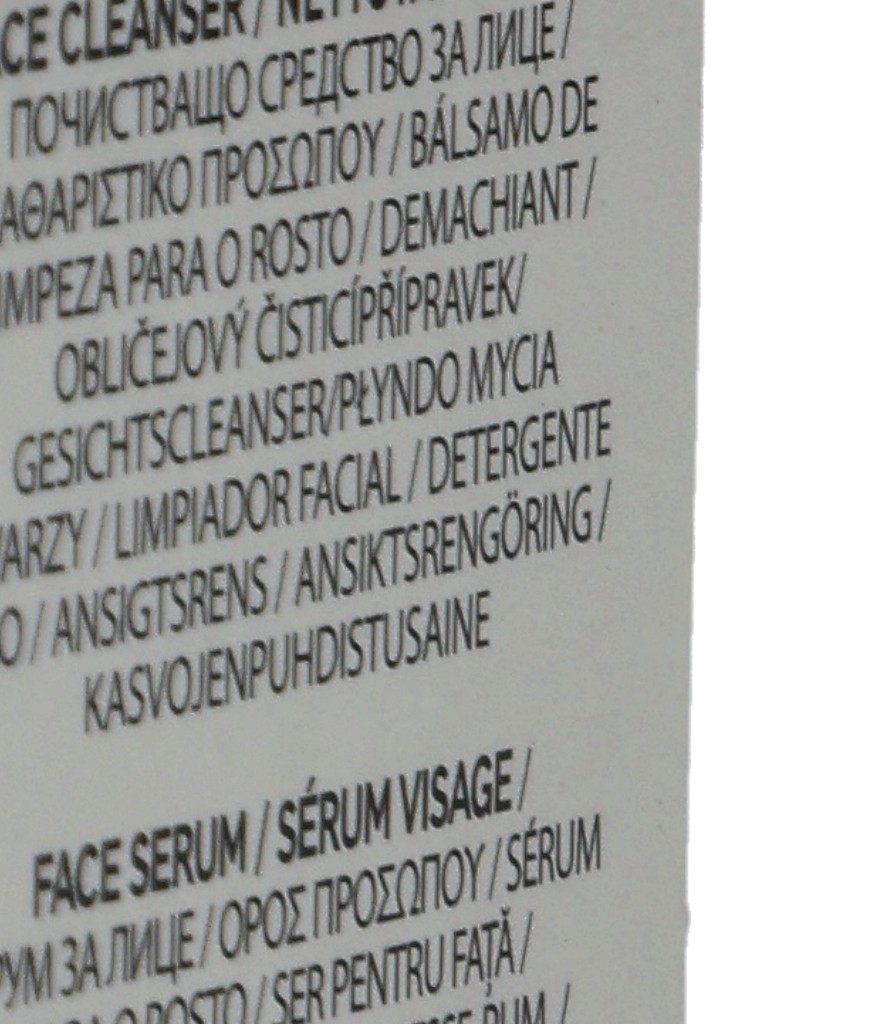 CE CLEANSER /
ПОЧИСТВАЩО СРЕДСТВО ЗА ЛИЦЕ /
ΑΘΑΡΙΣΤΙΚΟ ΠΡΟΣΩΠΟΥ / BÁLSAMO DE
IMPEZA PARA O ROSTO / DEMACHIANT /
OBLIČEJOVÝ ČISTICÍPŘÍPRAVEK/
GESICHTSCLEANSER/PŁYNDO MYCIA
ARZY / LIMPIADOR FACIAL / DETERGENTE
O / ANSIGTSRENS / ANSIKTSRENGÖRING /
KASVOJENPUHDISTUSAINE
FACE SERUM / SÉRUM VISAGE /
РУМ ЗА ЛИЦЕ / ΟΡΟΣ ΠΡΟΣΩΠΟΥ / SÉRUM
O ROSTO / SER PENTRU FAȚĂ /